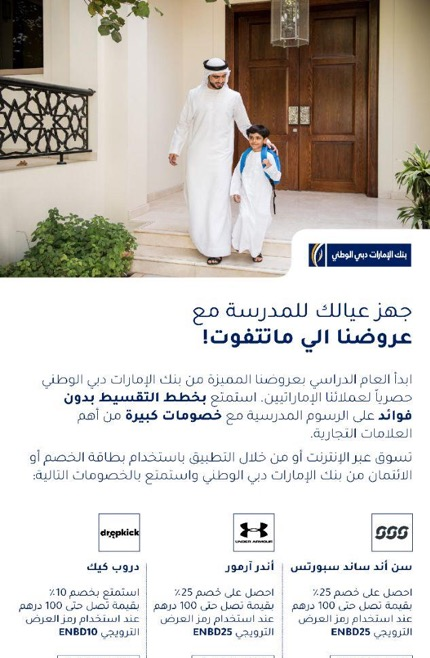 بنك الإمارات دبي الوطني
جهز عيالك للمدرسة مع
عروضنا الي ماتتفوت!
ابدأ العام الدراسي بعروضنا المميزة من بنك الإمارات دبي الوطني
حصرياً لعملائنا الإماراتيين. استمتع بخطط التقسيط بدون
فوائد على الرسوم المدرسية مع خصومات كبيرة من أهم
العلامات التجارية.
تسوق عبر الإنترنت أو من خلال التطبيق باستخدام بطاقة الخصم أو
الائتمان من بنك الإمارات دبي الوطني واستمتع بالخصومات التالية:
SSS
سن أند ساند سبورتس
احصل على خصم 25٪
بقيمة تصل حتى 100 درهم
عند استخدام رمز العرض
الترويجي ENBD25
UNDER ARMOUR
أندر آرمور
احصل على خصم 25٪
بقيمة تصل حتى 100 درهم
عند استخدام رمز العرض
الترويجي ENBD25
dropkick
دروب كيك
استمتع بخصم 10٪
بقيمة تصل حتى 100 درهم
عند استخدام رمز العرض
الترويجي ENBD10